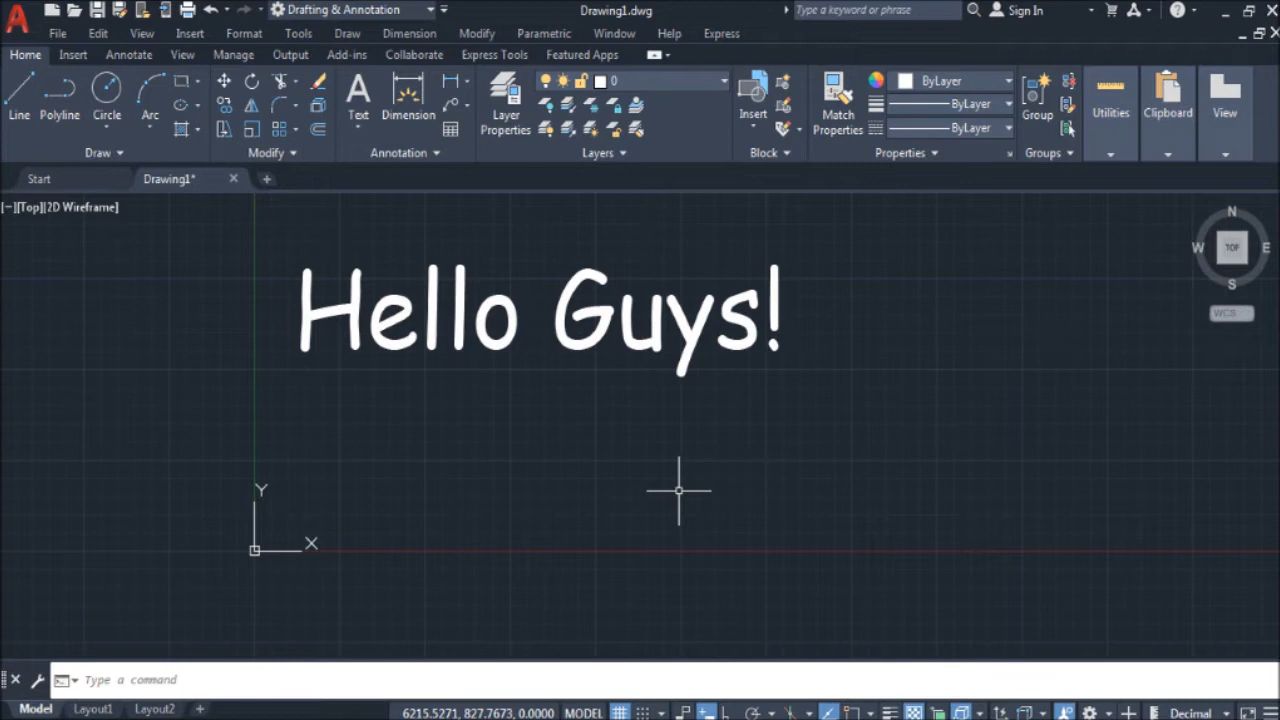 Drafting & Annotation
Drawing1.dwg
Type a keyword or phrase
Sign In
File Edit View Insert Format Tools Draw Dimension Modify Parametric Window Help Express
Home Insert Annotate View Manage Output Add-ins Collaborate Express Tools Featured Apps
0
ByLayer
ByLayer
ByLayer
Line Polyline Circle Arc
Text Dimension
Layer Properties
Insert
Match Properties
Group
Utilities
Clipboard
View
Draw Modify Annotation Layers Block Properties Groups
Start Drawing1*
[−][Top][2D Wireframe]
N
W TOP E
S
WCS
Hello Guys!
Y
X
Type a command
Model Layout1 Layout2 +
6215.5271, 827.7673, 0.0000 MODEL
Decimal